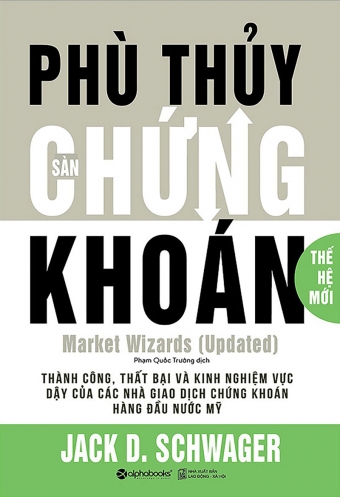 PHÙ THỦY
SÀN
CHỨNG
KHOÁN
THẾ
HỆ
MỚI
Market Wizards (Updated)
Phạm Quốc Trưởng dịch
THÀNH CÔNG, THẤT BẠI VÀ KINH NGHIỆM VỰC
DẬY CỦA CÁC NHÀ GIAO DỊCH CHỨNG KHOÁN
HÀNG ĐẦU NƯỚC MỸ
JACK D. SCHWAGER
alphabooks
NHÀ XUẤT BẢN
LAO ĐỘNG - XÃ HỘI